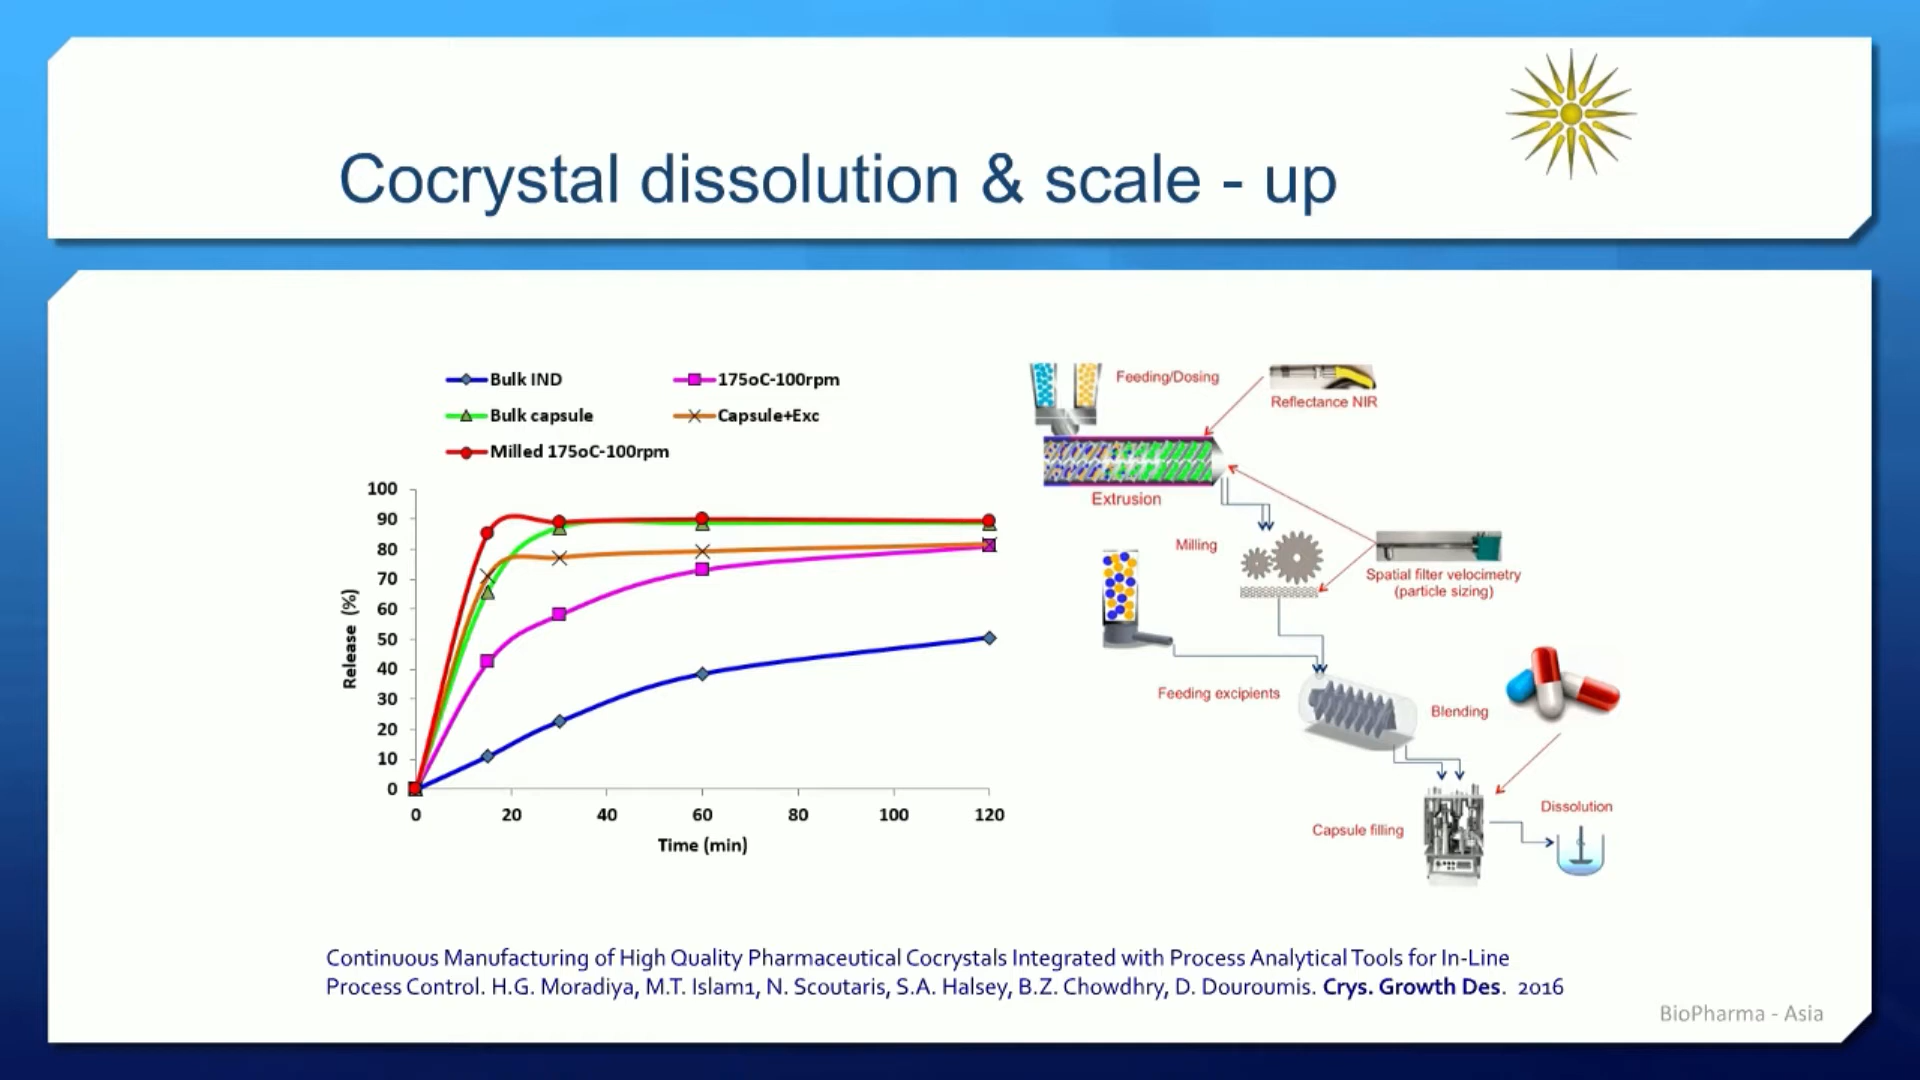 Cocrystal dissolution & scale - up
Bulk IND
175oC-100rpm
Bulk capsule
Capsule+Exc
Milled 175oC-100rpm
100
90
80
70
60
50
40
30
20
10
0
Release (%)
0 20 40 60 80 100 120
Time (min)
Feeding/Dosing
Reflectance NIR
Extrusion
Milling
Spatial filter velocimetry
(particle sizing)
Feeding excipients
Blending
Dissolution
Capsule filling
Continuous Manufacturing of High Quality Pharmaceutical Cocrystals Integrated with Process Analytical Tools for In-Line
Process Control. H.G. Moradiya, M.T. Islam1, N. Scoutaris, S.A. Halsey, B.Z. Chowdhry, D. Douroumis. Crys. Growth Des. 2016
BioPharma - Asia